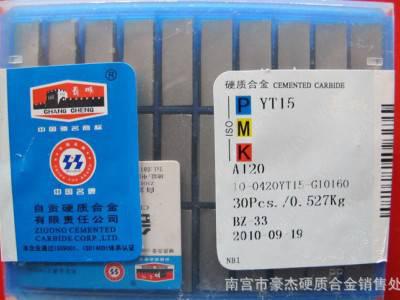 長城
®
CHANG CHENG
中国驰名商标
中国名牌
自贡硬质合金
有限责任公司
ZIGONG CEMENTED
CARBIDE CORP., LTD
硬质合金 CEMENTED CARBIDE
ISO
P
M
K
YT15
A120
10-0420YT15-G10160
30Pcs./0.527Kg
BZ-33
2010-09-19
NB1
南宫市豪杰硬质合金销售处